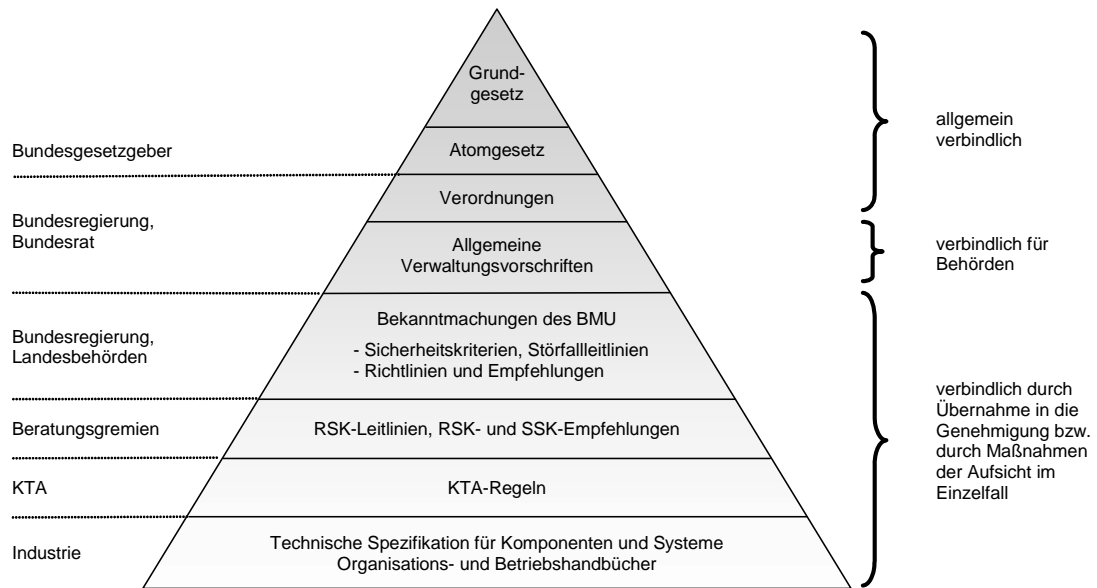 Grund-
gesetz
allgemein
verbindlich
Bundesgesetzgeber
Atomgesetz
Verordnungen
Bundesregierung,
Bundesrat
Allgemeine
Verwaltungsvorschriften
verbindlich für
Behörden
Bundesregierung,
Landesbehörden
Bekanntmachungen des BMU
- Sicherheitskriterien, Störfallleitlinien
- Richtlinien und Empfehlungen
verbindlich durch
Übernahme in die
Genehmigung bzw.
durch Maßnahmen
der Aufsicht im
Einzelfall
Beratungsgremien
RSK-Leitlinien, RSK- und SSK-Empfehlungen
KTA
KTA-Regeln
Industrie
Technische Spezifikation für Komponenten und Systeme
Organisations- und Betriebshandbücher